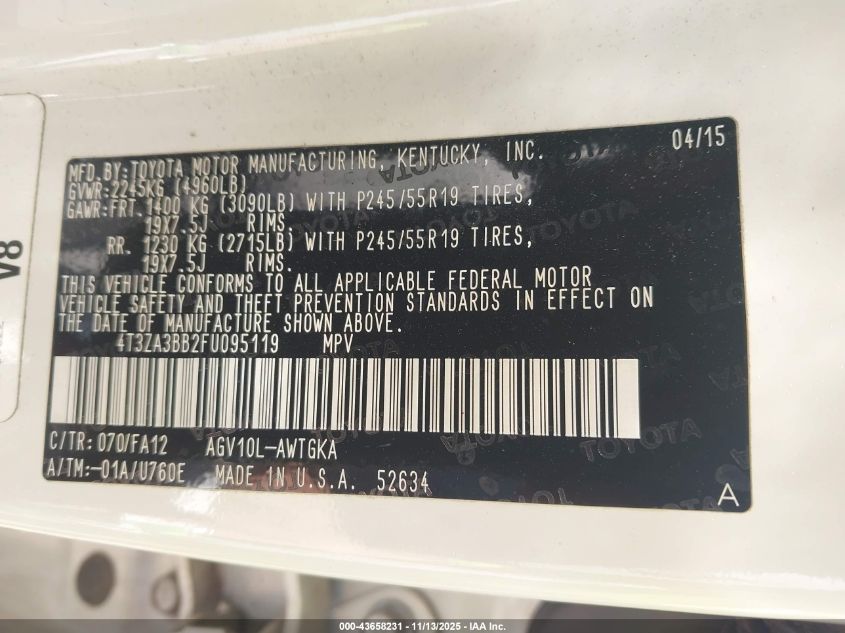 MFD. BY:TOYOTA MOTOR MANUFACTURING, KENTUCKY, INC. 04/15
GVWR:2245KG (4960LB)
GAWR:FRT. 1400 KG (3090LB) WITH P245/55R19 TIRES,
19X7.5J RIMS.
RR. 1230 KG (2715LB) WITH P245/55R19 TIRES,
19X7.5J RIMS.
THIS VEHICLE CONFORMS TO ALL APPLICABLE FEDERAL MOTOR
VEHICLE SAFETY AND THEFT PREVENTION STANDARDS IN EFFECT ON
THE DATE OF MANUFACTURE SHOWN ABOVE.
4T3ZA3BB2FU095119 MPV
C/TR: 070/FA12 AGV10L-AWTGKA
A/TM:-01A/U760E MADE IN U.S.A. 52634
A
V8
000-43658231 - 11/13/2025 - IAA Inc.